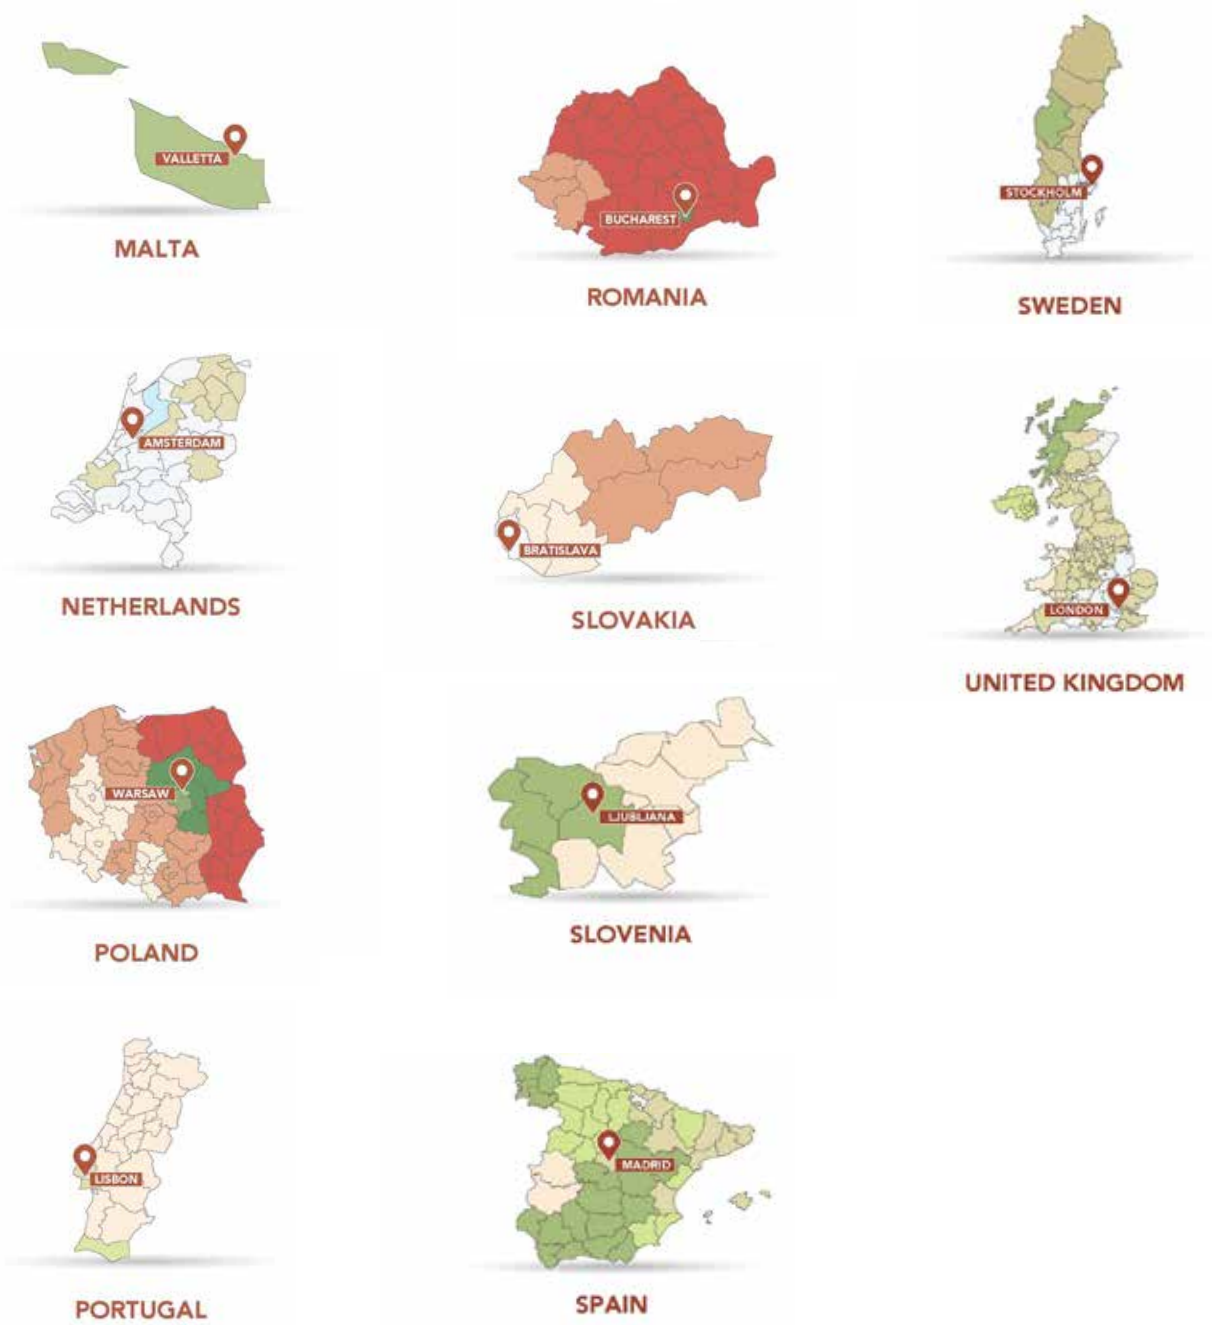 VALLETTA
MALTA
BUCHAREST
ROMANIA
STOCKHOLM
SWEDEN
AMSTERDAM
NETHERLANDS
BRATISLAVA
SLOVAKIA
LONDON
UNITED KINGDOM
WARSAW
POLAND
LJUBLJANA
SLOVENIA
LISBON
PORTUGAL
MADRID
SPAIN